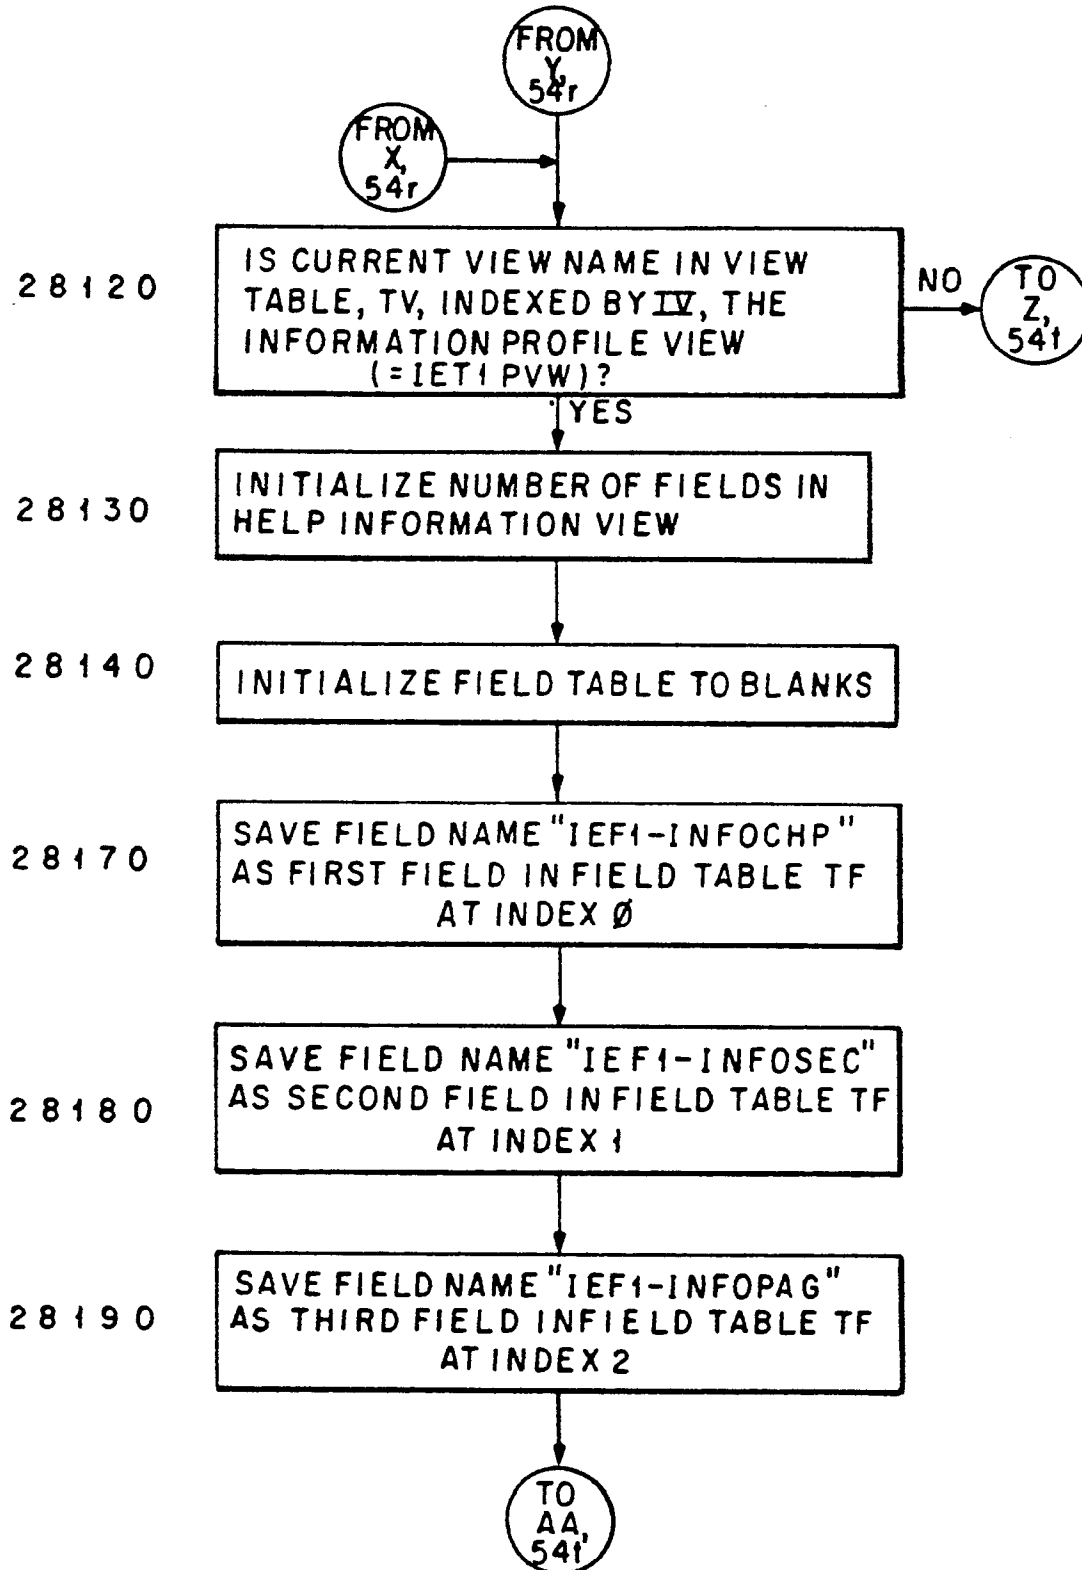 FROM
Y,
54r
FROM
X,
54r
28120
IS CURRENT VIEW NAME IN VIEW
TABLE, TV, INDEXED BY IV, THE
INFORMATION PROFILE VIEW
(=IET1 PVW)?
NO
TO
Z,
54t
YES
28130
INITIALIZE NUMBER OF FIELDS IN
HELP INFORMATION VIEW
28140
INITIALIZE FIELD TABLE TO BLANKS
28170
SAVE FIELD NAME "IEF1-INFOCHP"
AS FIRST FIELD IN FIELD TABLE TF
AT INDEX Ø
28180
SAVE FIELD NAME "IEF1-INFOSEC"
AS SECOND FIELD IN FIELD TABLE TF
AT INDEX 1
28190
SAVE FIELD NAME "IEF1-INFOPAG"
AS THIRD FIELD INFIELD TABLE TF
AT INDEX 2
TO
AA,
54t